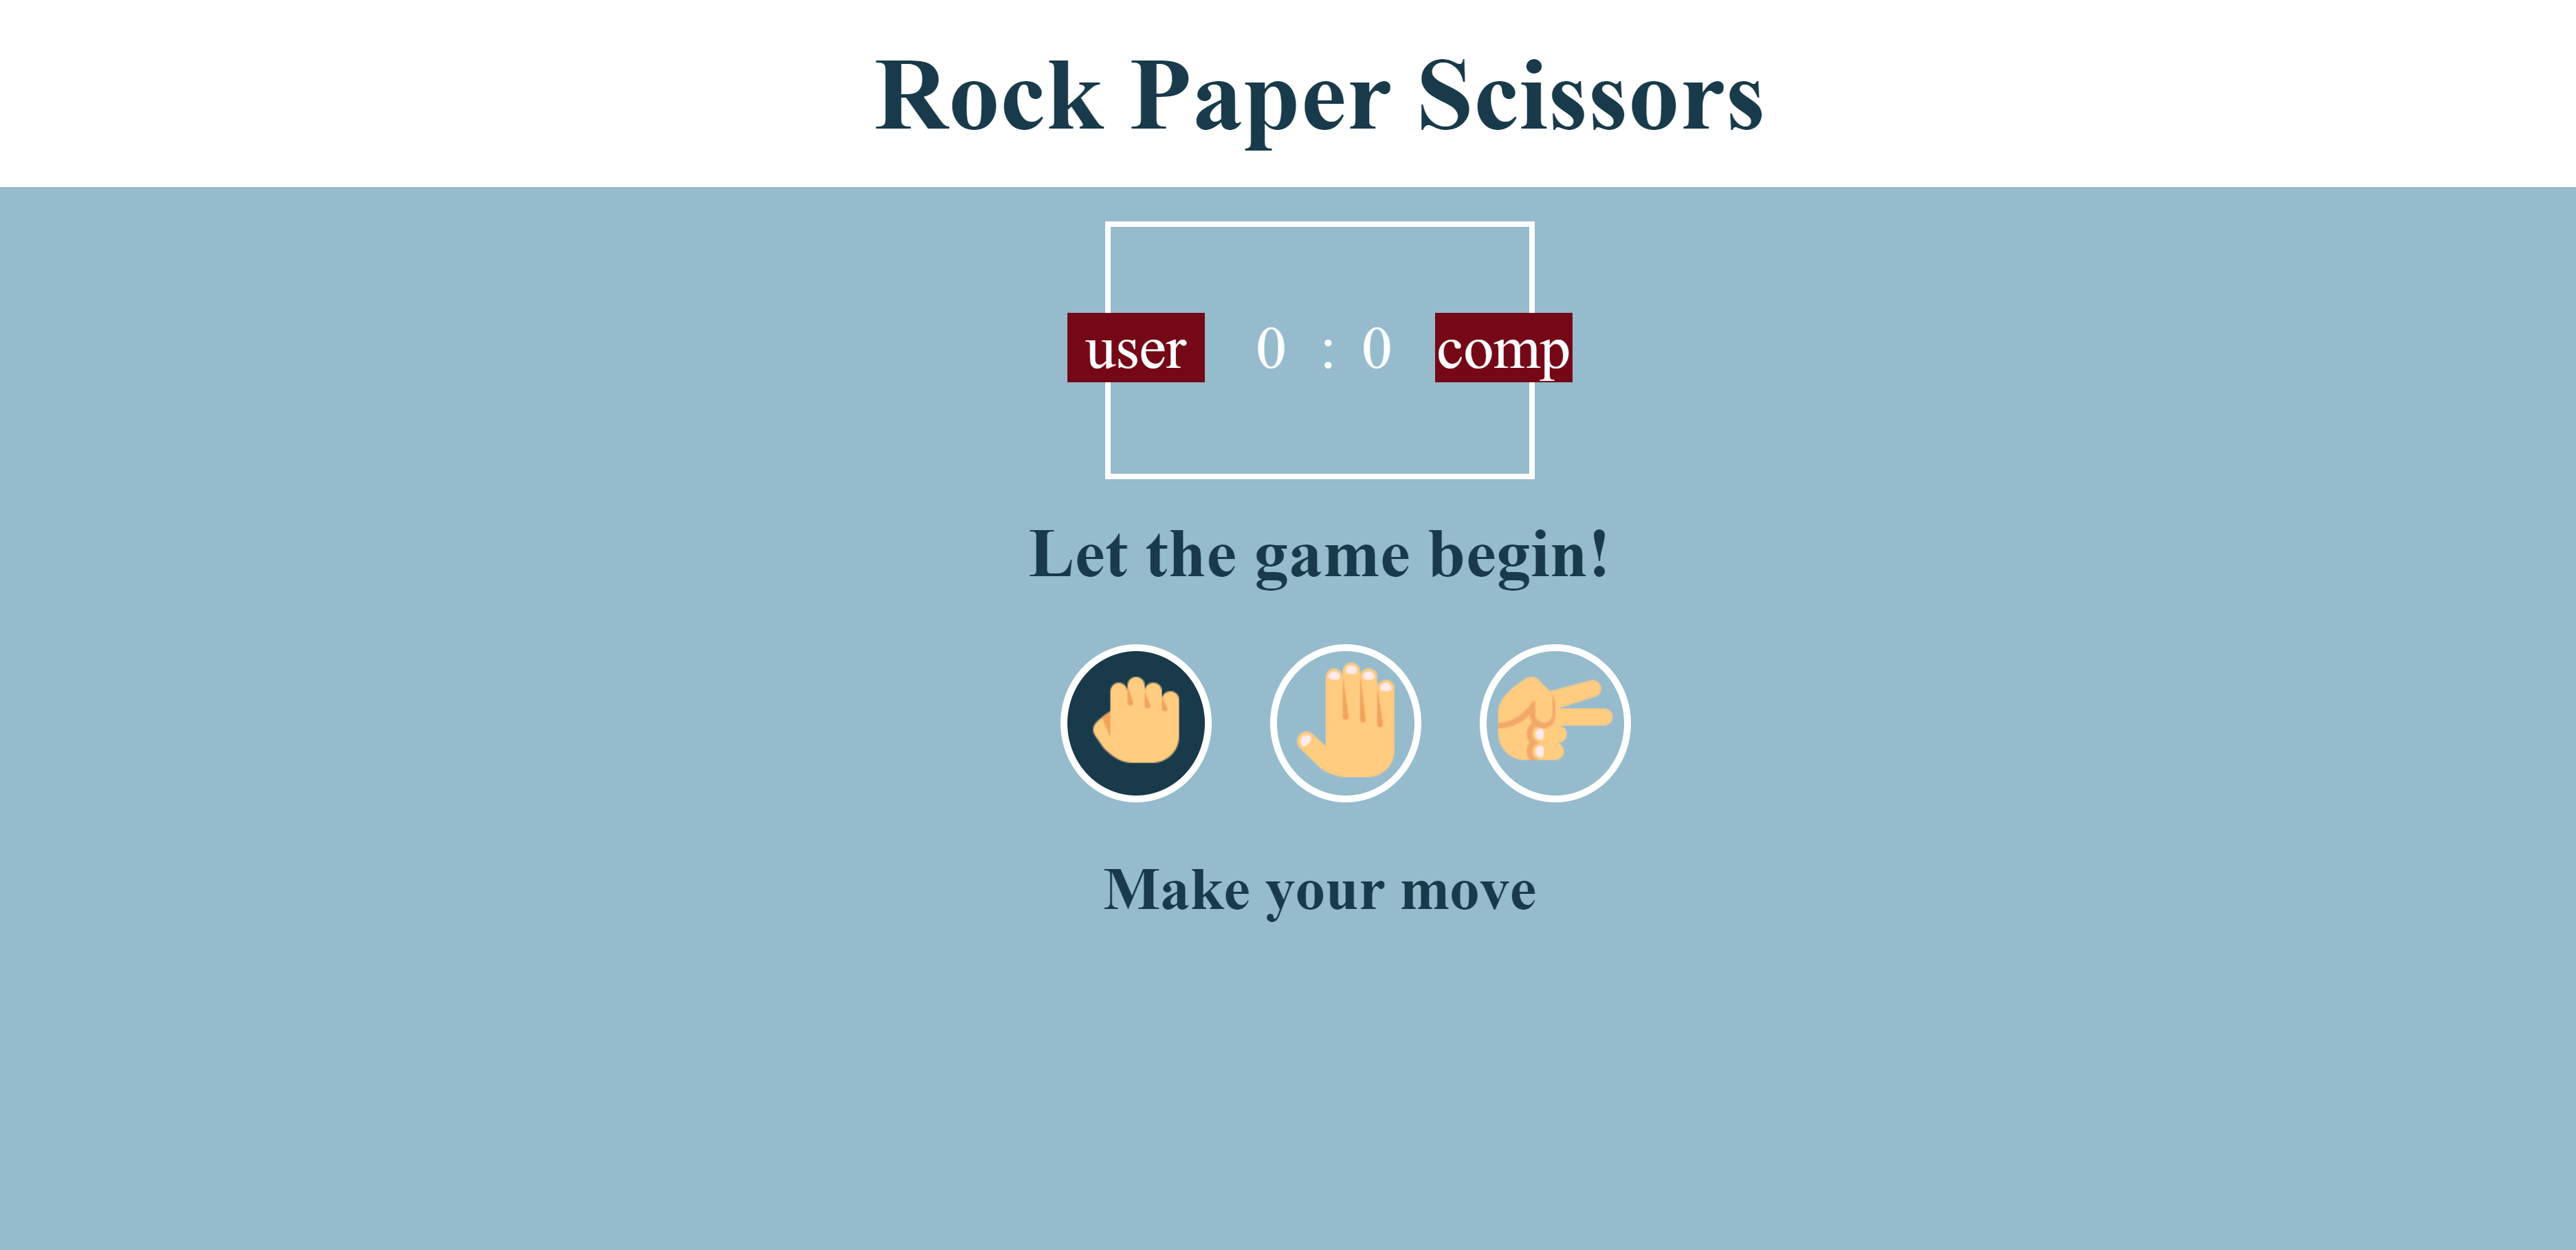 Rock Paper Scissors
user 0 : 0 comp
Let the game begin!
Make your move